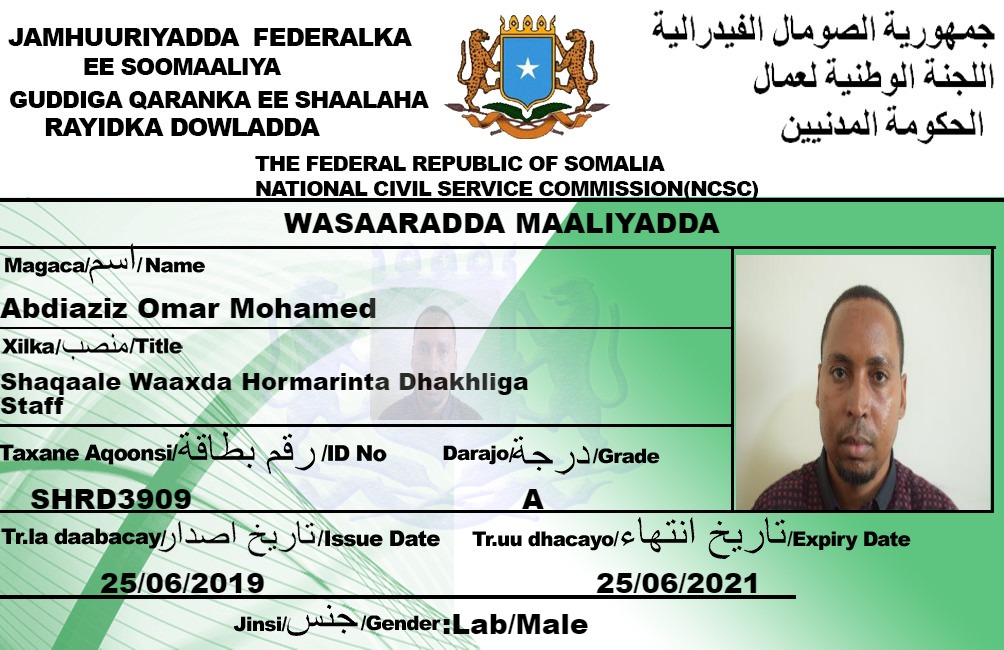 JAMHUURIYADDA FEDERALKA
EE SOOMAALIYA
GUDDIGA QARANKA EE SHAALAHA
RAYIDKA DOWLADDA
جمهورية الصومال الفيدرالية
اللجنة الوطنية لعمال
الحكومة المدنيين
THE FEDERAL REPUBLIC OF SOMALIA
NATIONAL CIVIL SERVICE COMMISSION(NCSC)
WASAARADDA MAALIYADDA
Magaca/اسم/Name
Abdiaziz Omar Mohamed
Xilka/منصب/Title
Shaqaale Waaxda Hormarinta Dhakhliga
Staff
Taxane Aqoonsi/رقم بطاقة/ID No
SHRD3909
Darajo/درجة/Grade
A
Tr.la daabacay/تاريخ اصدار/Issue Date
25/06/2019
Tr.uu dhacayo/تاريخ انتهاء/Expiry Date
25/06/2021
Jinsi/جنس/Gender:Lab/Male